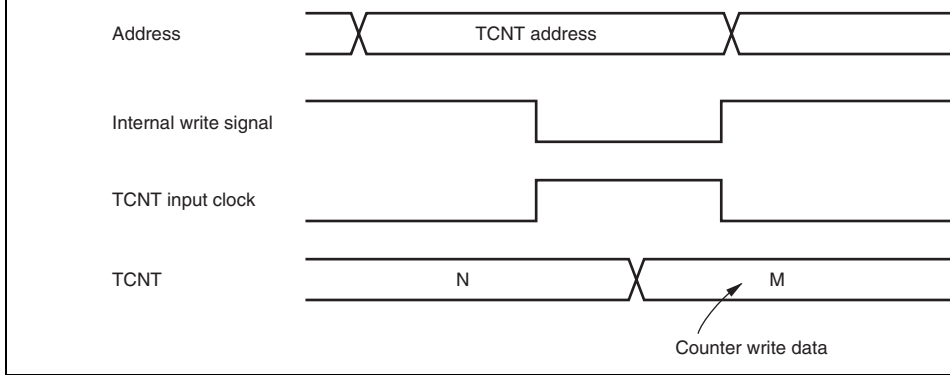 Address
TCNT address
Internal write signal
TCNT input clock
TCNT
N
M
Counter write data